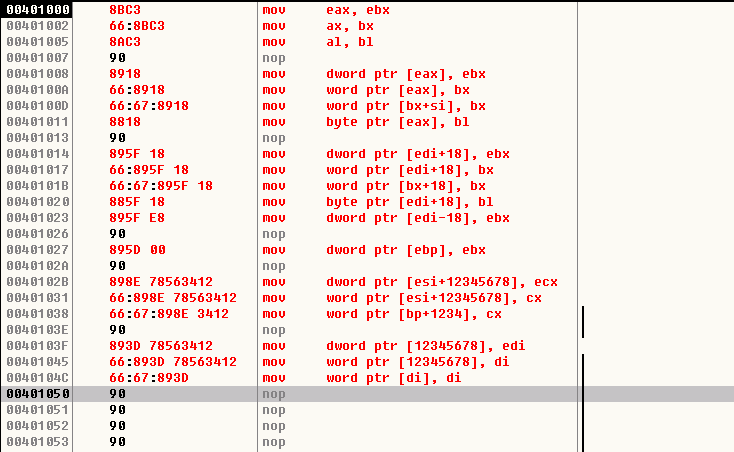 00401000 8BC3 mov eax, ebx
00401002 66:8BC3 mov ax, bx
00401005 8AC3 mov al, bl
00401007 90 nop
00401008 8918 mov dword ptr [eax], ebx
0040100A 66:8918 mov word ptr [eax], bx
0040100D 66:67:8918 mov word ptr [bx+si], bx
00401011 8818 mov byte ptr [eax], bl
00401013 90 nop
00401014 895F 18 mov dword ptr [edi+18], ebx
00401017 66:895F 18 mov word ptr [edi+18], bx
0040101B 66:67:895F 18 mov word ptr [bx+18], bx
00401020 885F 18 mov byte ptr [edi+18], bl
00401023 895F E8 mov dword ptr [edi-18], ebx
00401026 90 nop
00401027 895D 00 mov dword ptr [ebp], ebx
0040102A 90 nop
0040102B 898E 78563412 mov dword ptr [esi+12345678], ecx
00401031 66:898E 78563412 mov word ptr [esi+12345678], cx
00401038 66:67:898E 3412 mov word ptr [bp+1234], cx
0040103E 90 nop
0040103F 893D 78563412 mov dword ptr [12345678], edi
00401045 66:893D 78563412 mov word ptr [12345678], di
0040104C 66:67:893D mov word ptr [di], di
00401050 90 nop
00401051 90 nop
00401052 90 nop
00401053 90 nop